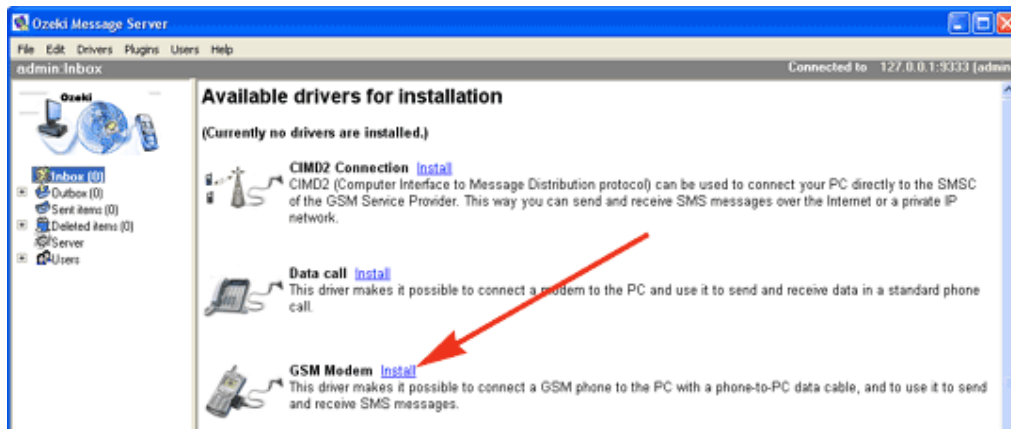 Ozeki Message Server
File Edit Drivers Plugins Users Help
admin:Inbox
Connected to 127.0.0.1:9333 (admin
Ozeki
Inbox (0)
Outbox (0)
Sent items (0)
Deleted items (0)
Server
Users
Available drivers for installation
(Currently no drivers are installed.)
CIMD2 Connection Install
CIMD2 (Computer Interface to Message Distribution protocol) can be used to connect your PC directly to the SMSC
of the GSM Service Provider. This way you can send and receive SMS messages over the Internet or a private IP
network.
Data call Install
This driver makes it possible to connect a modem to the PC and use it to send and receive data in a standard phone
call.
GSM Modem Install
This driver makes it possible to connect a GSM phone to the PC with a phone-to-PC data cable, and to use it to send
and receive SMS messages.